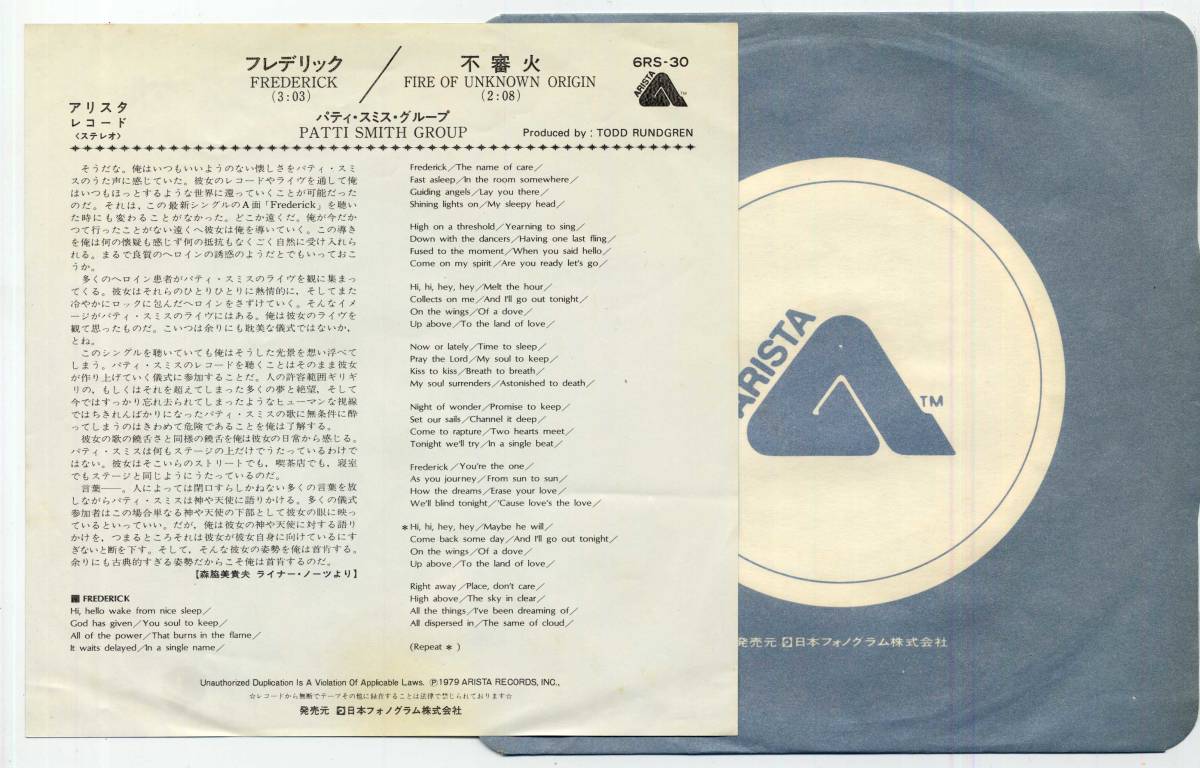 フレデリック
FREDERICK
(3:03)
不審火
FIRE OF UNKNOWN ORIGIN
(2:08)
6RS-30
ARISTA
TM
アリスタ
レコード
〈ステレオ〉
パティ・スミス・グループ
PATTI SMITH GROUP
Produced by : TODD RUNDGREN
そうだな。俺はいつもいいようのない懐しさをパティ・スミ
スのうた声に感じていた。彼女のレコードやライヴを通して俺
はいつもほっとするような世界に還っていくことが可能だった
のだ。それは、この最新シングルのA面「Frederick」を聴い
た時にも変わることがなかった。どこか遠くだ。俺が今だか
つて行ったことがない遠くへ彼女は俺を導いていく。この導き
を俺は何の懐疑も感じず何の抵抗もなくごく自然に受け入れら
れる。まるで良質のヘロインの誘惑のようだとでもいっておこ
うか。
多くのヘロイン患者がパティ・スミスのライヴを観に集まっ
てくる。彼女はそれらのひとりひとりに熱情的に、そしてまた
冷やかにロックに包んだヘロインをさずけていく。そんなイメ
ージがパティ・スミスのライヴにはある。俺は彼女のライヴを
観て思ったものだ。こいつは余りにも耽美な儀式ではないか、
とね。
このシングルを聴いていても俺はそうした光景を想い浮べて
しまう。パティ・スミスのレコードを聴くことはそのまま彼女
が作り上げていく儀式に参加することだ。人の許容範囲ギリギ
リの、もしくはそれを超えてしまった多くの夢と絶望、そして
今ではすっかり忘れ去られてしまったようなヒューマンな視線
ではちきれんばかりになったパティ・スミスの歌に無条件に酔
ってしまうのはきわめて危険であることを俺は了解する。
彼女の歌の饒舌さと同様の饒舌を俺は彼女の日常から感じる。
パティ・スミスは何もステージの上だけでうたっているわけで
はない。彼女はそこいらのストリートでも，喫茶店でも，寝室
でもステージと同じようにうたっているのだ。
言葉――。人によっては閉口すらしかねない多くの言葉を放
しながらパティ・スミスは神や天使に語りかける。多くの儀式
参加者はこの場合単なる神や天使の下部として彼女の眼に映っ
ているといっていい。だが，俺は彼女の神や天使に対する語り
かけを，つまるところそれは彼女が彼女自身に向けているにす
ぎないと断を下す。そして、そんな彼女の姿勢を俺は首肯する。
余りにも古典的すぎる姿勢だからこそ俺は首肯するのだ。
【森脇美貴夫 ライナー・ノーツより】
FREDERICK
Hi, hello wake from nice sleep／
God has given／You soul to keep／
All of the power／That burns in the flame／
It waits delayed／In a single name／
Frederick／The name of care／
Fast asleep／In the room somewhere／
Guiding angels／Lay you there／
Shining lights on／My sleepy head／
High on a threshold／Yearning to sing／
Down with the dancers／Having one last fling／
Fused to the moment／When you said hello／
Come on my spirit／Are you ready let's go／
Hi, hi, hey, hey／Melt the hour／
Collects on me／And I'll go out tonight／
On the wings／Of a dove／
Up above／To the land of love／
Now or lately／Time to sleep／
Pray the Lord／My soul to keep／
Kiss to kiss／Breath to breath／
My soul surrenders／Astonished to death／
Night of wonder／Promise to keep／
Set our sails／Channel it deep／
Come to rapture／Two hearts meet／
Tonight we'll try／In a single beat／
Frederick／You're the one／
As you journey／From sun to sun／
How the dreams／Erase your love／
We'll blind tonight／'Cause love's the love／
＊Hi, hi, hey, hey／Maybe he will／
Come back some day／And I'll go out tonight／
On the wings／Of a dove／
Up above／To the land of love／
Right away／Place, don't care／
High above／The sky in clear／
All the things／I've been dreaming of／
All dispersed in／The same of cloud／
(Repeat ＊)
Unauthorized Duplication Is A Violation Of Applicable Laws. Ⓟ1979 ARISTA RECORDS, INC.,
☆レコードから無断でテープその他に録音することは法律で禁じられております☆
発売元 日本フォノグラム株式会社
ARISTA
TM
発売元 日本フォノグラム株式会社